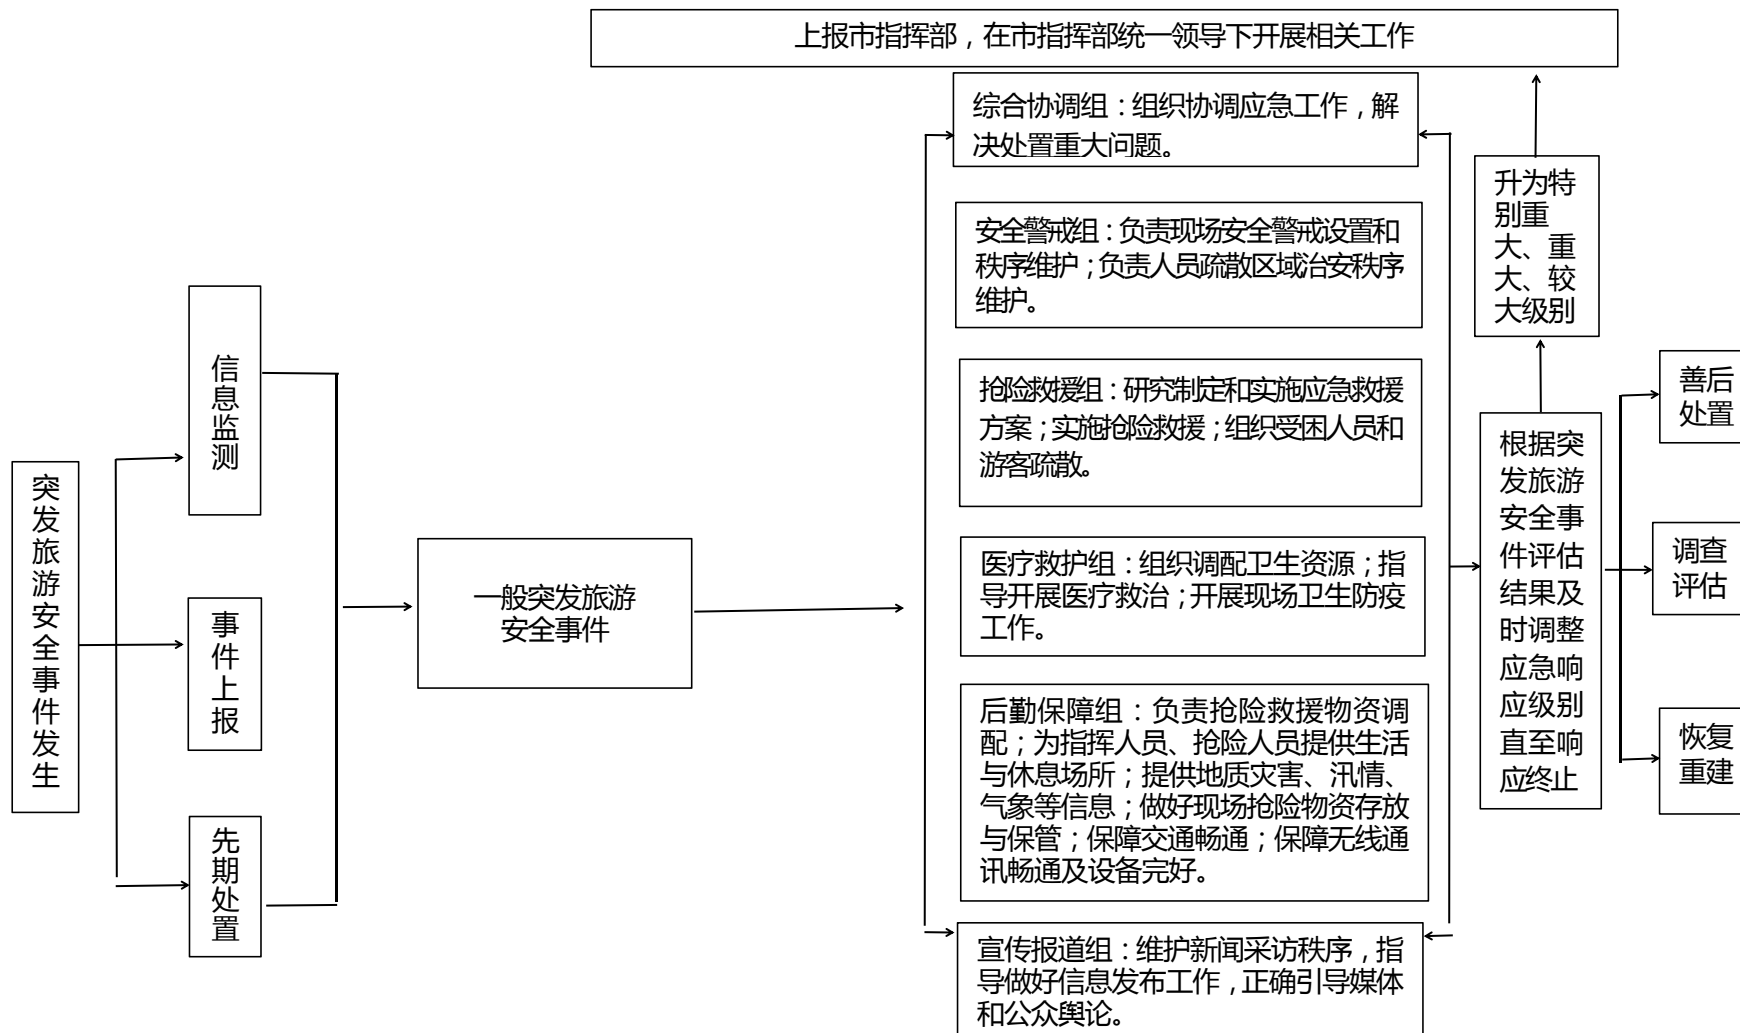 上报市指挥部，在市指挥部统一领导下开展相关工作
综合协调组：组织协调应急工作，解
决处置重大问题。
安全警戒组：负责现场安全警戒设置和
秩序维护；负责人员疏散区域治安秩序
维护。
抢险救援组：研究制定和实施应急救援
方案；实施抢险救援；组织受困人员和
游客疏散。
医疗救护组：组织调配卫生资源；指
导开展医疗救治；开展现场卫生防疫
工作。
后勤保障组：负责抢险救援物资调
配；为指挥人员、抢险人员提供生活
与休息场所；提供地质灾害、汛情、
气象等信息；做好现场抢险物资存放
与保管；保障交通畅通；保障无线通
讯畅通及设备完好。
宣传报道组：维护新闻采访秩序，指
导做好信息发布工作，正确引导媒体
和公众舆论。
突发旅游安全事件发生
信息监测
事件上报
先期处置
一般突发旅游
安全事件
升为特
别重
大、重
大、较
大级别
根据突
发旅游
安全事
件评估
结果及
时调整
应急响
应级别
直至响
应终止
善后
处置
调查
评估
恢复
重建